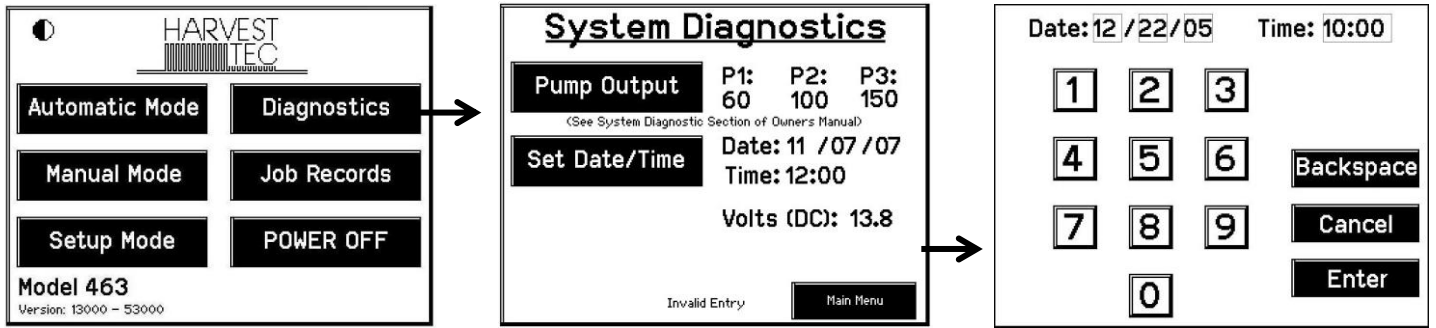 HARVEST
TEC
Automatic Mode
Diagnostics
Manual Mode
Job Records
Setup Mode
POWER OFF
Model 463
Version: 13000 - 53000
System Diagnostics
Pump Output
P1: P2: P3:
60 100 150
(See System Diagnostic Section of Owners Manual)
Set Date/Time
Date: 11 /07/07
Time: 12:00
Volts (DC): 13.8
Invalid Entry
Main Menu
Date: 12 /22/05 Time: 10:00
1 2 3
4 5 6
Backspace
7 8 9
Cancel
0
Enter